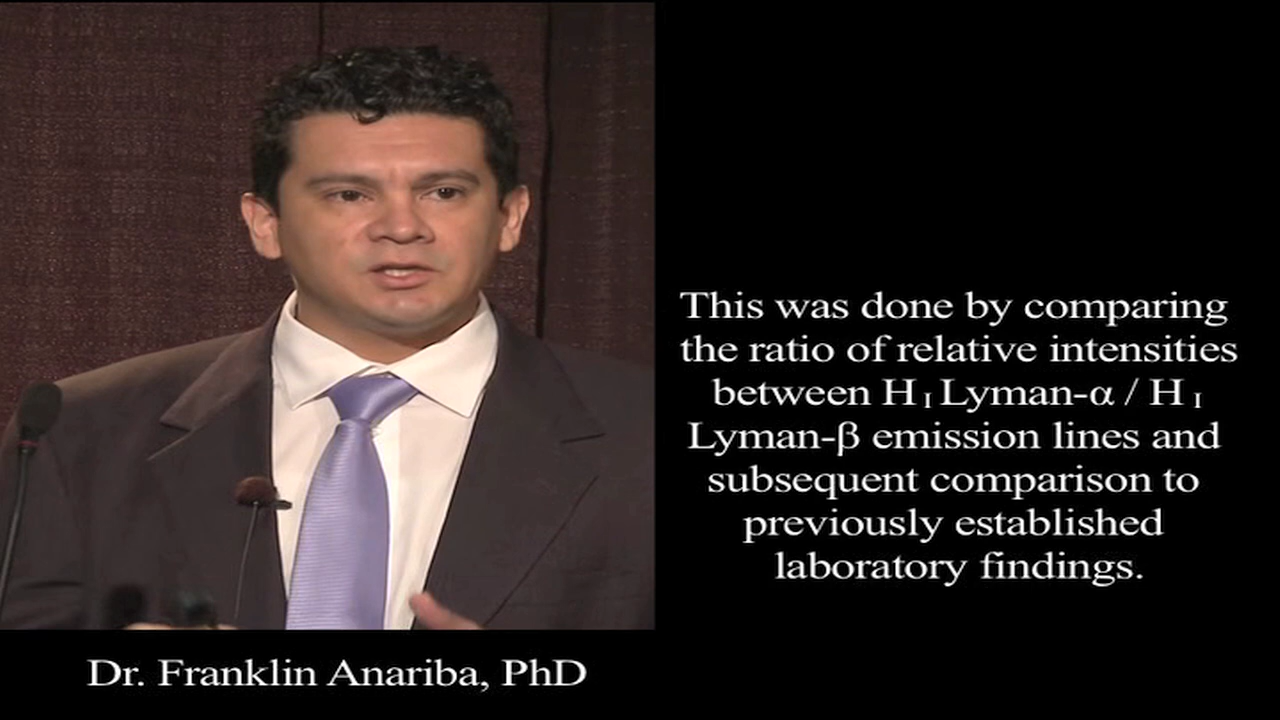 This was done by comparing
the ratio of relative intensities
between H I Lyman-α / H I
Lyman-β emission lines and
subsequent comparison to
previously established
laboratory findings.
Dr. Franklin Anariba, PhD